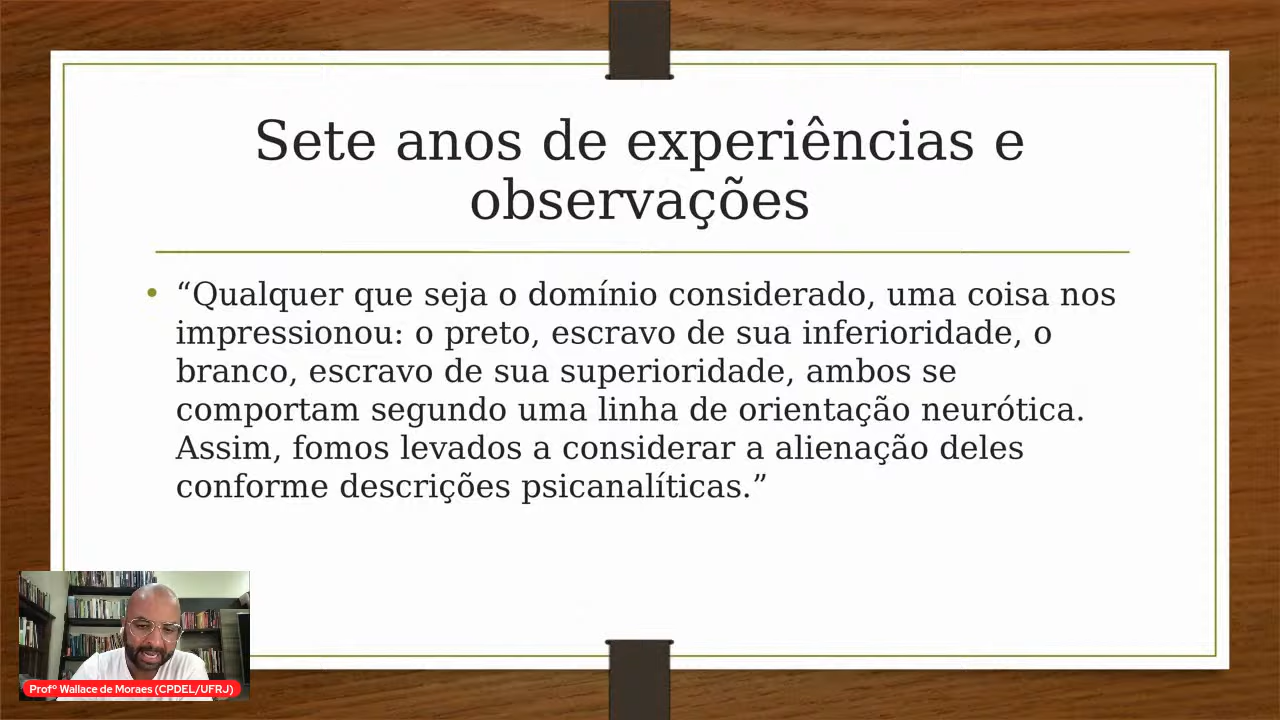 Sete anos de experiências e
observações
• “Qualquer que seja o domínio considerado, uma coisa nos
impressionou: o preto, escravo de sua inferioridade, o
branco, escravo de sua superioridade, ambos se
comportam segundo uma linha de orientação neurótica.
Assim, fomos levados a considerar a alienação deles
conforme descrições psicanalíticas.”
Profº Wallace de Moraes (CPDEL/UFRJ)